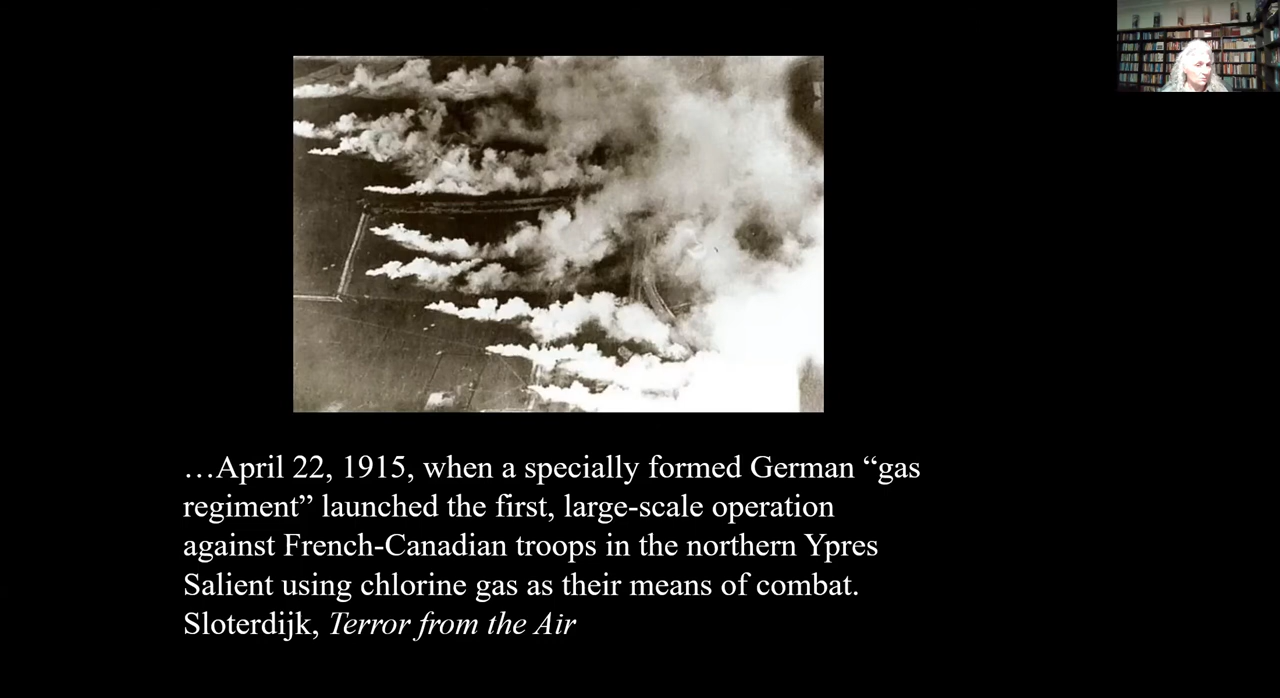 …April 22, 1915, when a specially formed German “gas
regiment” launched the first, large-scale operation
against French-Canadian troops in the northern Ypres
Salient using chlorine gas as their means of combat.
Sloterdijk, Terror from the Air